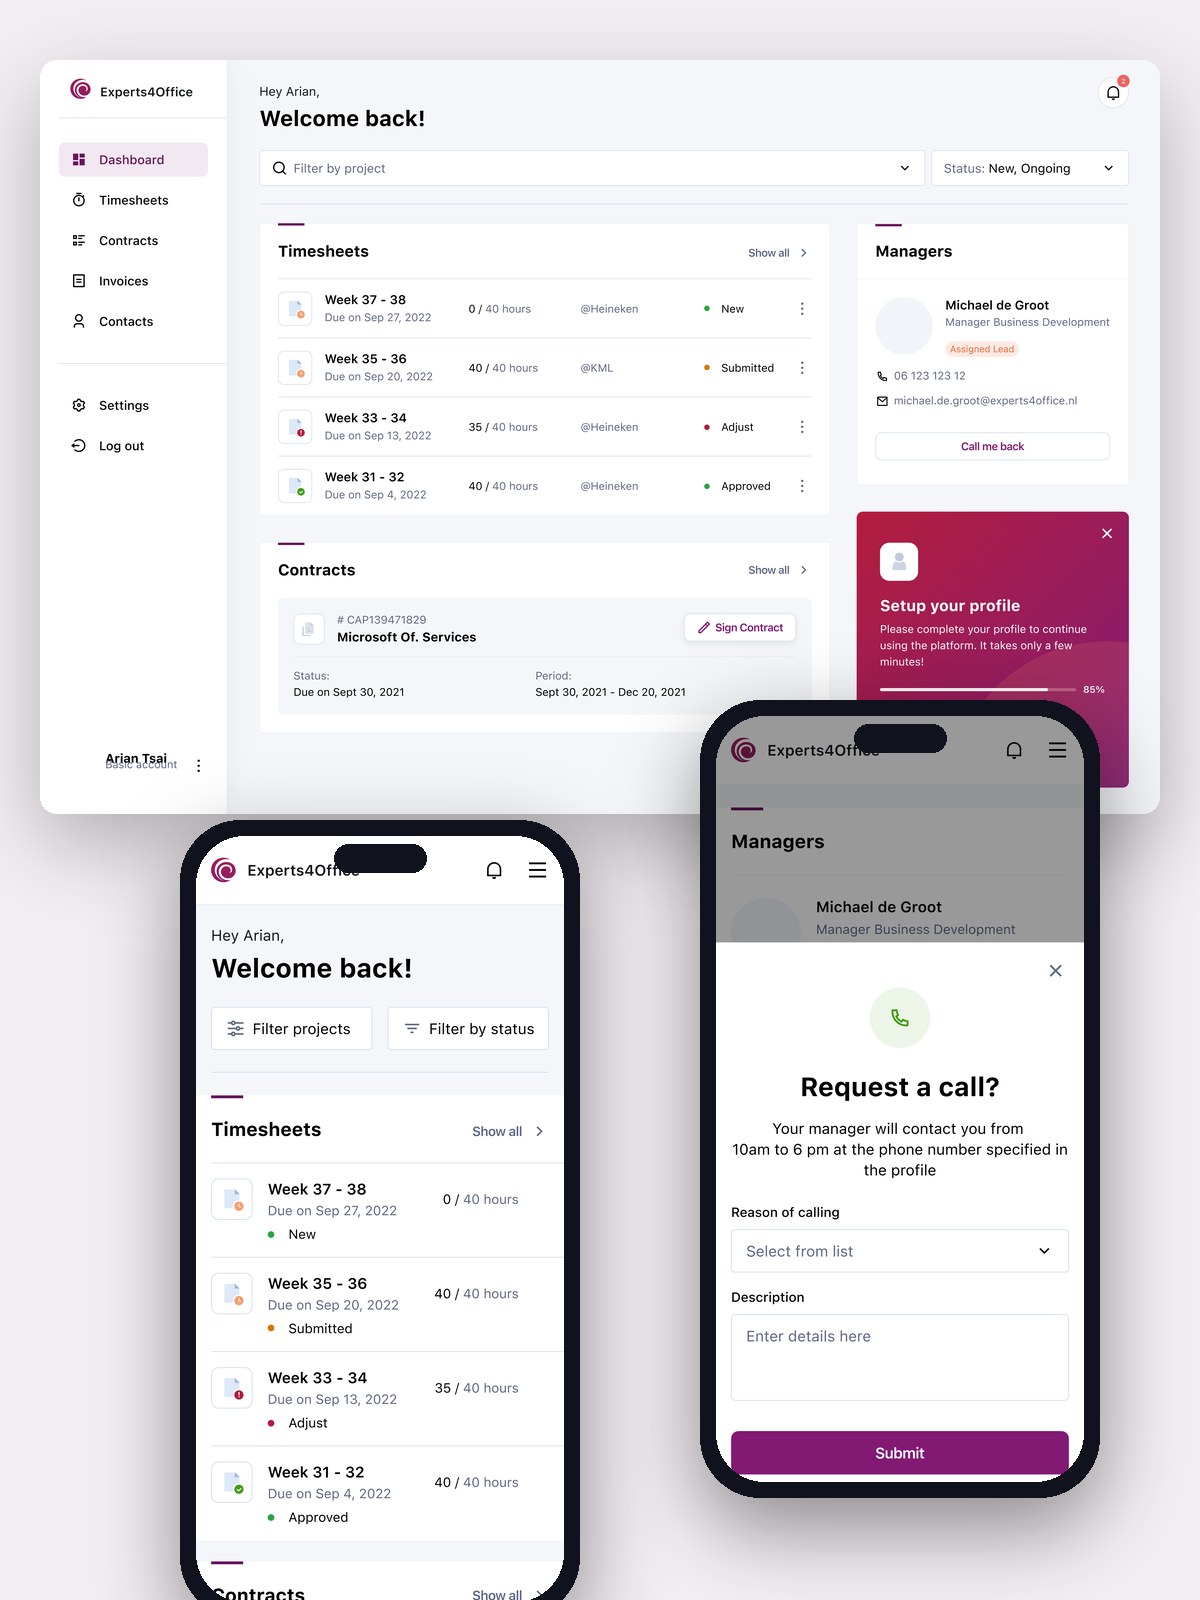 Experts4Office
Dashboard
Timesheets
Contracts
Invoices
Contacts
Settings
Log out
Arian Tsai
Basic account
Hey Arian,
Welcome back!
2
Filter by project
Status: New, Ongoing
Timesheets
Show all
Week 37 - 38
Due on Sep 27, 2022
0 / 40 hours
@Heineken
New
Week 35 - 36
Due on Sep 20, 2022
40 / 40 hours
@KML
Submitted
Week 33 - 34
Due on Sep 13, 2022
35 / 40 hours
@Heineken
Adjust
Week 31 - 32
Due on Sep 4, 2022
40 / 40 hours
@Heineken
Approved
Contracts
Show all
# CAP139471829
Microsoft Of. Services
Sign Contract
Status:
Due on Sept 30, 2021
Period:
Sept 30, 2021 - Dec 20, 2021
Managers
Michael de Groot
Manager Business Development
Assigned Lead
06 123 123 12
michael.de.groot@experts4office.nl
Call me back
Setup your profile
Please complete your profile to continue
using the platform. It takes only a few
minutes!
85%
Experts4Office
Hey Arian,
Welcome back!
Filter projects
Filter by status
Timesheets
Show all
Week 37 - 38
Due on Sep 27, 2022
New
0 / 40 hours
Week 35 - 36
Due on Sep 20, 2022
Submitted
40 / 40 hours
Week 33 - 34
Due on Sep 13, 2022
Adjust
35 / 40 hours
Week 31 - 32
Due on Sep 4, 2022
Approved
40 / 40 hours
Contracts
Show all
Experts4Office
Managers
Michael de Groot
Manager Business Development
Request a call?
Your manager will contact you from
10am to 6 pm at the phone number specified in
the profile
Reason of calling
Select from list
Description
Enter details here
Submit